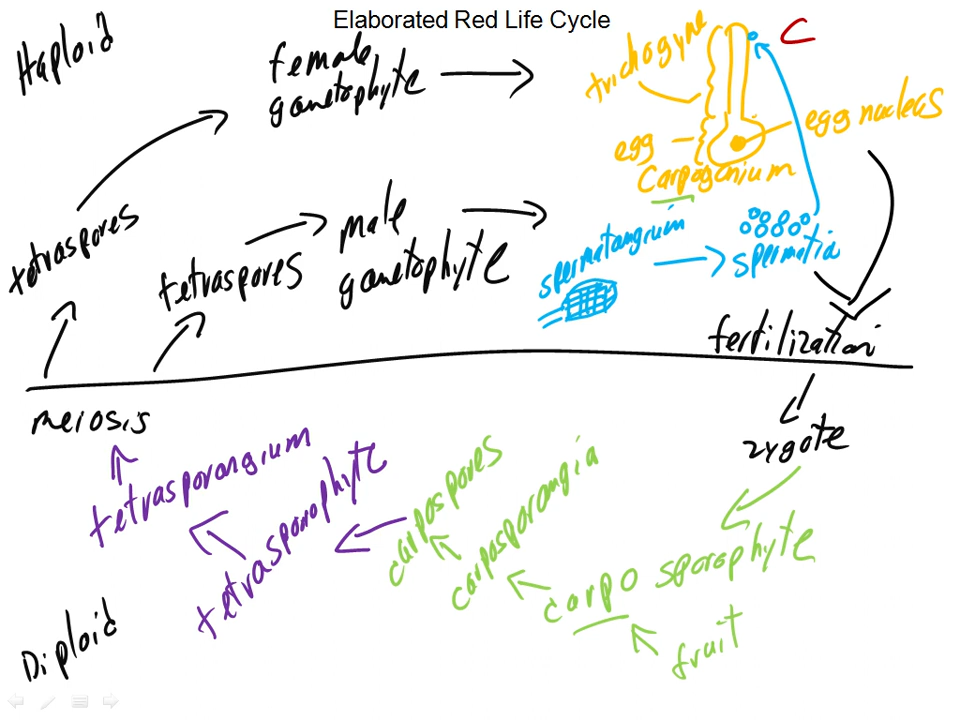 Elaborated Red Life Cycle
Haploid
female
gametophyte
trichogyne
C
egg
egg nucleus
Carpogonium
tetraspores
tetraspores
male
gametophyte
spermatangium
spermatia
fertilization
meiosis
zygote
tetrasporangium
tetrasporophyte
carpospores
carposporangia
carpo sporophyte
fruit
Diploid